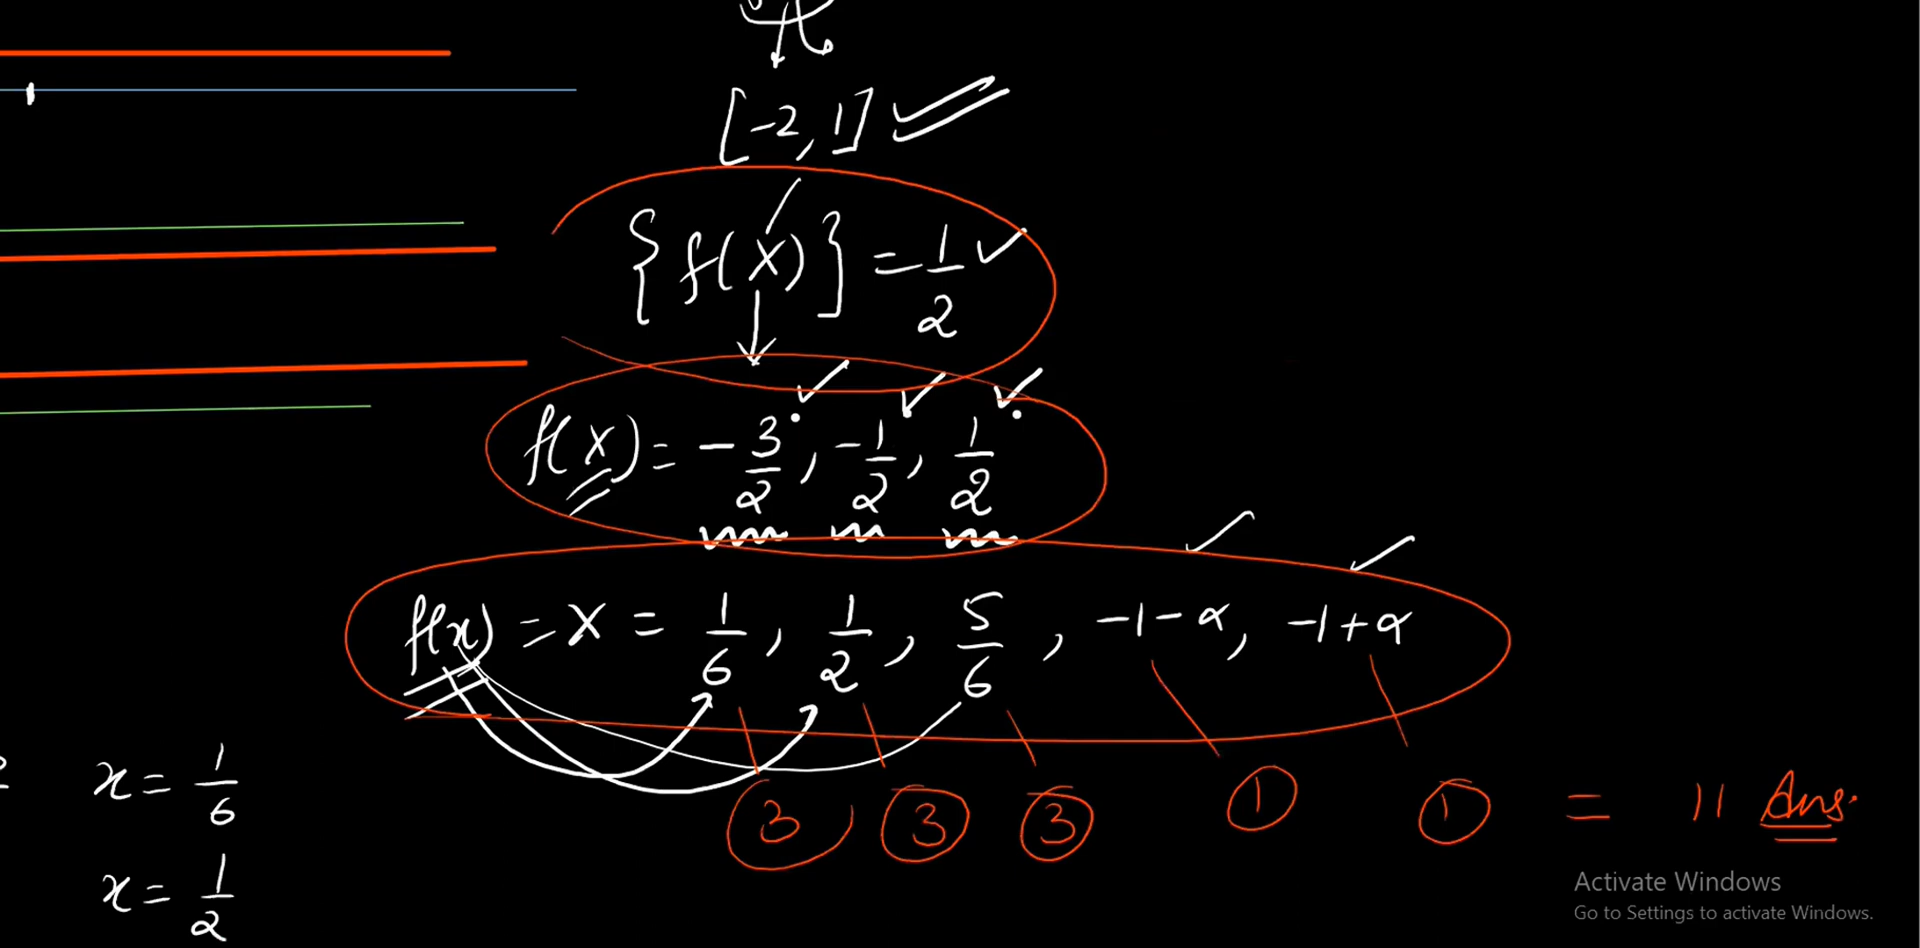 [-2, 1]
{f(X)} = 1/2
f(X) = -3/2, -1/2, 1/2
f(x) = X = 1/6, 1/2, 5/6, -1-α, -1+α
x = 1/6
3 3 3 1 1 = 11 Ans.
x = 1/2
Activate Windows
Go to Settings to activate Windows.